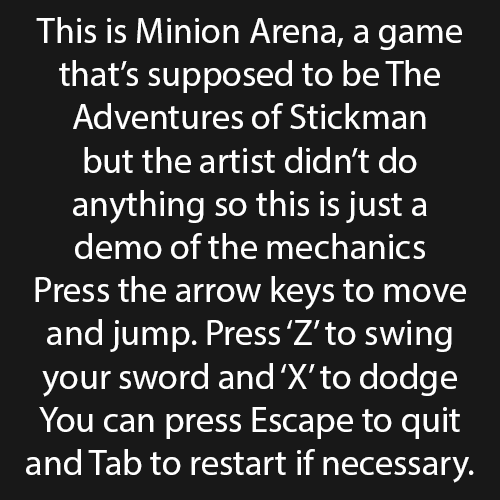 This is Minion Arena, a game
that’s supposed to be The
Adventures of Stickman
but the artist didn’t do
anything so this is just a
demo of the mechanics
Press the arrow keys to move
and jump. Press ‘Z’ to swing
your sword and ‘X’ to dodge
You can press Escape to quit
and Tab to restart if necessary.